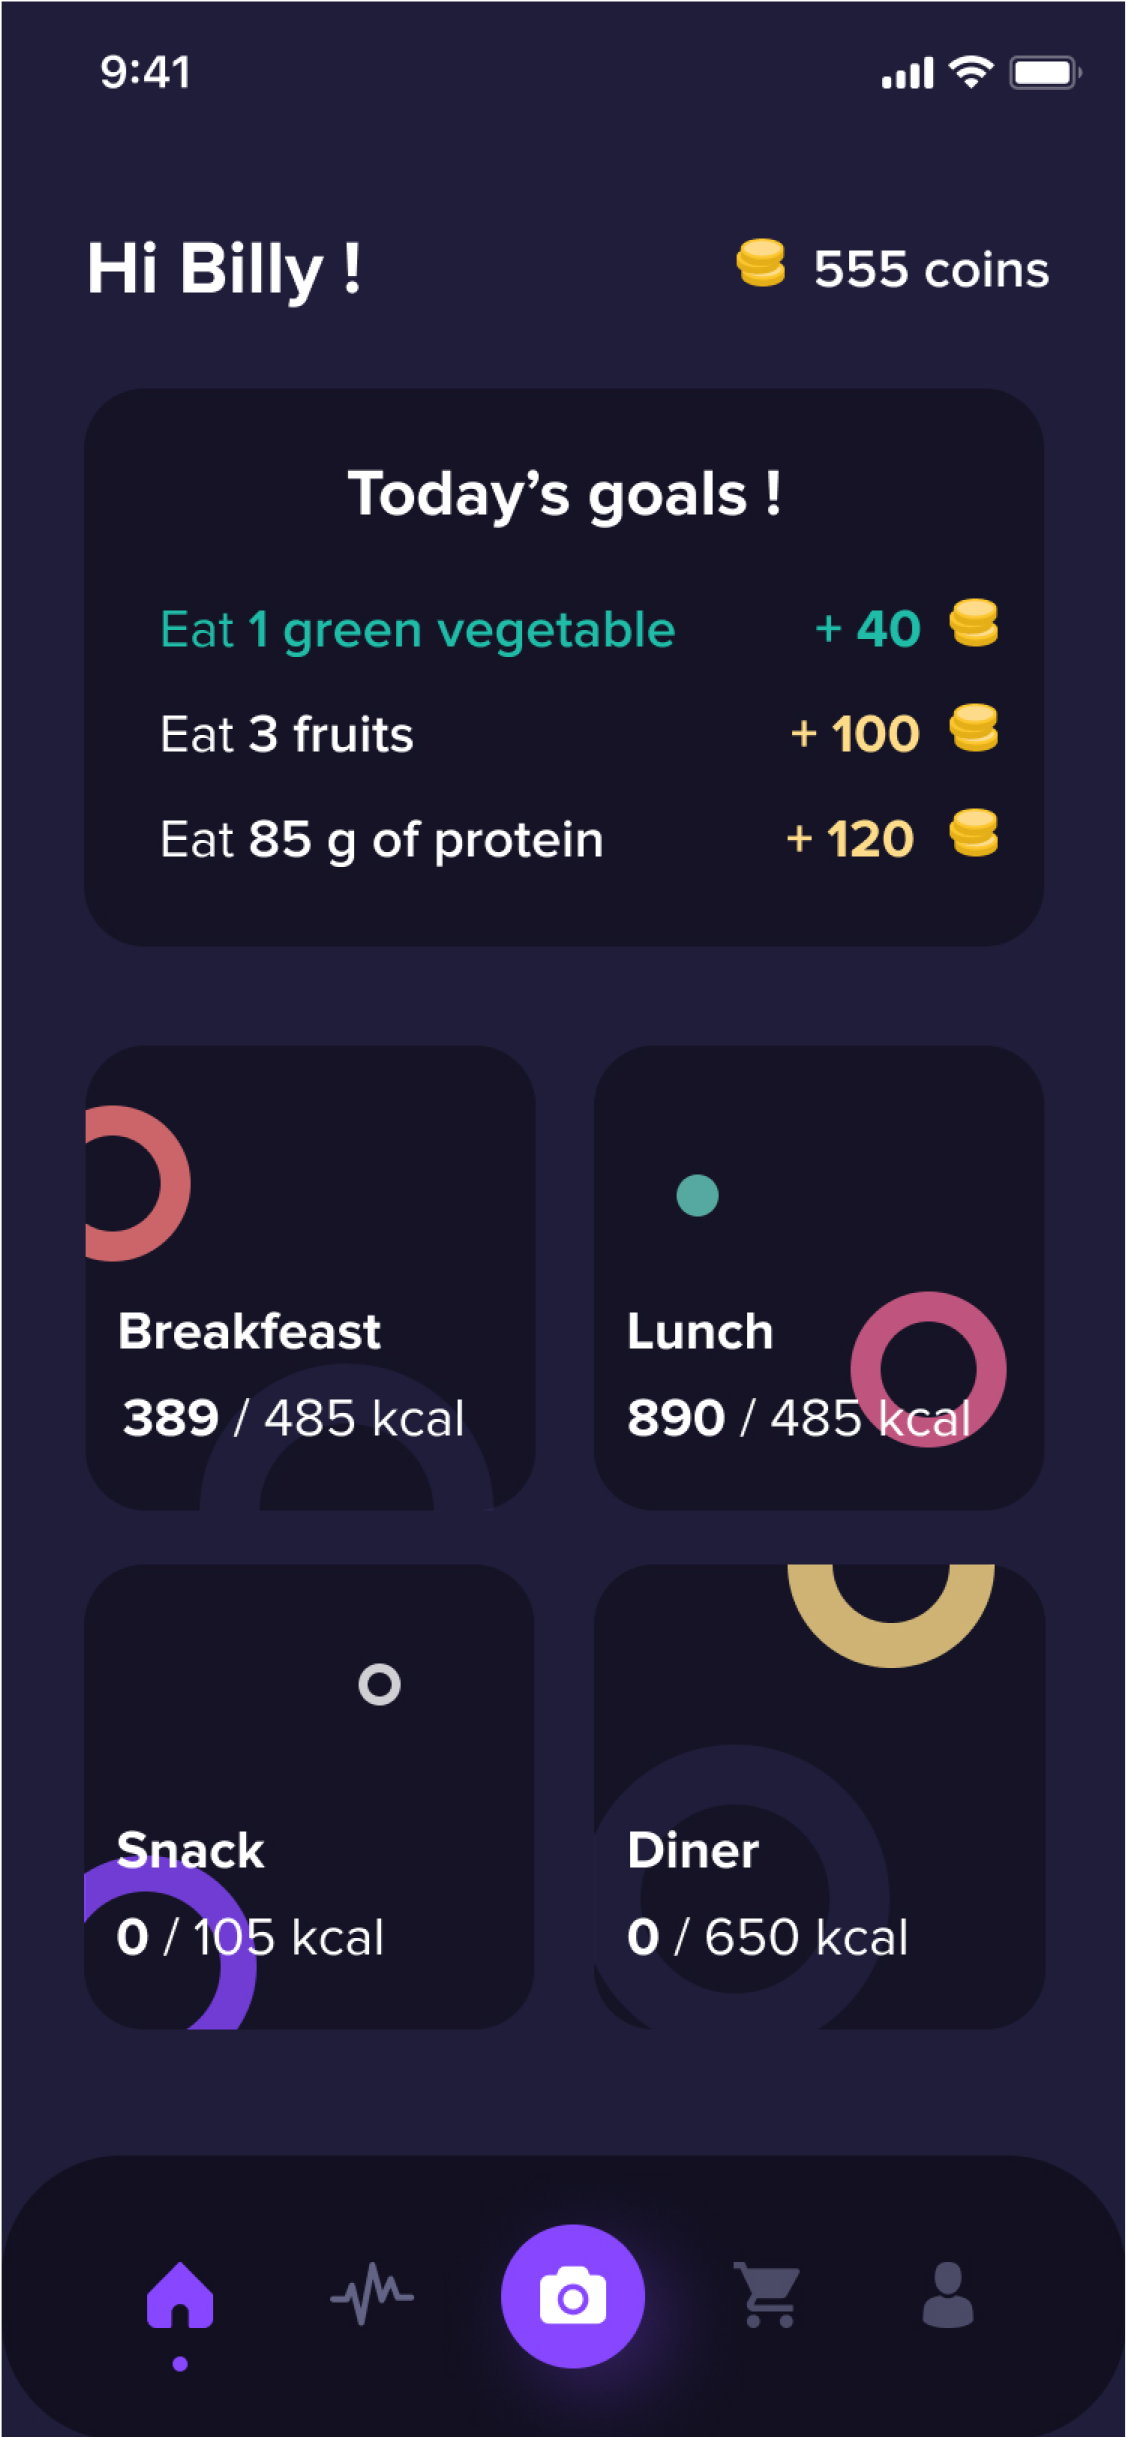 9:41
Hi Billy !
555 coins
Today’s goals !
Eat 1 green vegetable + 40
Eat 3 fruits + 100
Eat 85 g of protein + 120
Breakfeast
389 / 485 kcal
Lunch
890 / 485 kcal
Snack
0 / 105 kcal
Diner
0 / 650 kcal